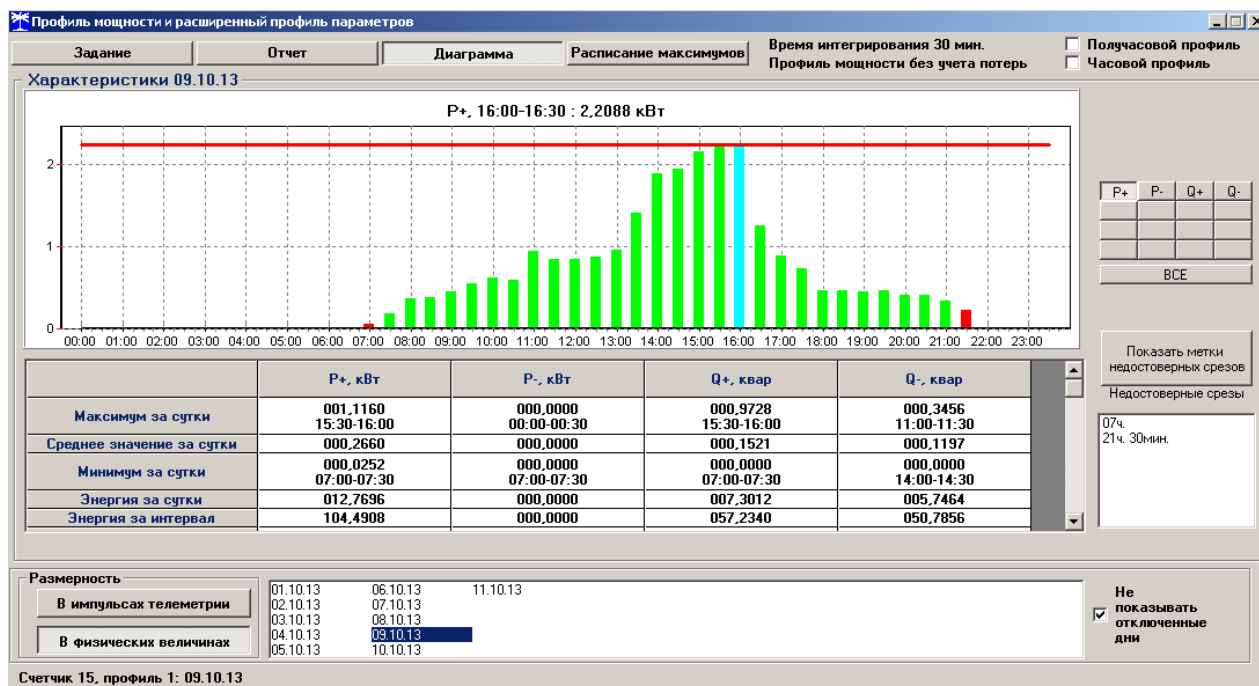 Профиль мощности и расширенный профиль параметров
Задание Отчет Диаграмма Расписание максимумов
Время интегрирования 30 мин.
Профиль мощности без учета потерь
Получасовой профиль
Часовой профиль
Характеристики 09.10.13
P+, 16:00-16:30 : 2,2088 кВт
2
1
0
00:00 01:00 02:00 03:00 04:00 05:00 06:00 07:00 08:00 09:00 10:00 11:00 12:00 13:00 14:00 15:00 16:00 17:00 18:00 19:00 20:00 21:00 22:00 23:00
P+ P- Q+ Q-
ВСЕ
Показать метки
недостоверных срезов
Недостоверные срезы
07ч.
21ч. 30мин.
P+, кВт P-, кВт Q+, квар Q-, квар
Максимум за сутки 001,1160 000,0000 000,9728 000,3456
15:30-16:00 00:00-00:30 15:30-16:00 11:00-11:30
Среднее значение за сутки 000,2660 000,0000 000,1521 000,1197
Минимум за сутки 000,0252 000,0000 000,0000 000,0000
07:00-07:30 07:00-07:30 07:00-07:30 14:00-14:30
Энергия за сутки 012,7696 000,0000 007,3012 005,7464
Энергия за интервал 104,4908 000,0000 057,2340 050,7856
Размерность
В импульсах телеметрии
В физических величинах
01.10.13 06.10.13 11.10.13
02.10.13 07.10.13
03.10.13 08.10.13
04.10.13 09.10.13
05.10.13 10.10.13
Не
показывать
отключенные
дни
Счетчик 15, профиль 1: 09.10.13